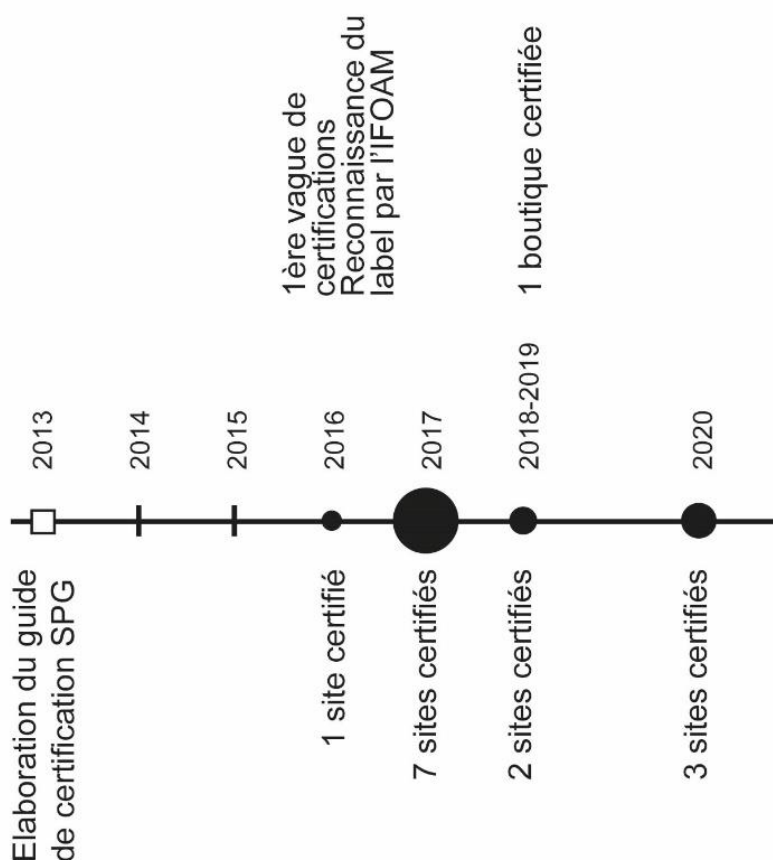 Elaboration du guide
de certification SPG
2013
2014
2015
1 site certifié
2016
1ère vague de
certifications
Reconnaissance du
label par l'IFOAM
7 sites certifiés
2017
2 sites certifiés
2018-2019
1 boutique certifiée
3 sites certifiés
2020